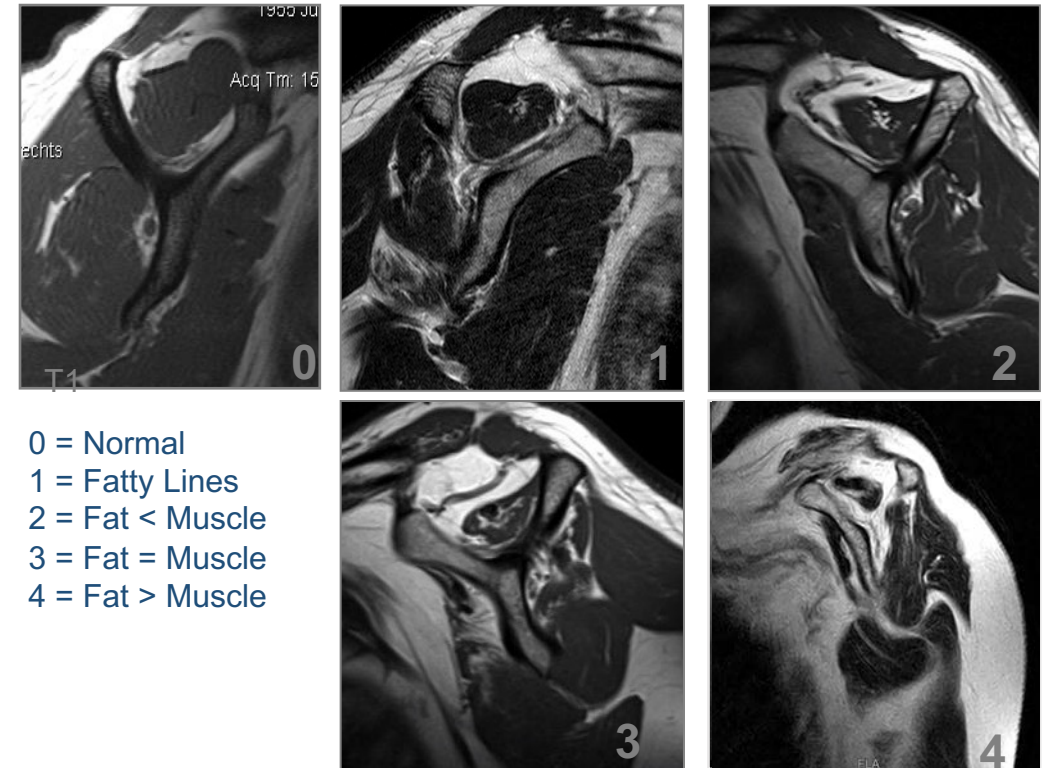 1955 Ju
Acq Tm: 15
echts
T1
0
1
2
0 = Normal
1 = Fatty Lines
2 = Fat < Muscle
3 = Fat = Muscle
4 = Fat > Muscle
3
4
FLA